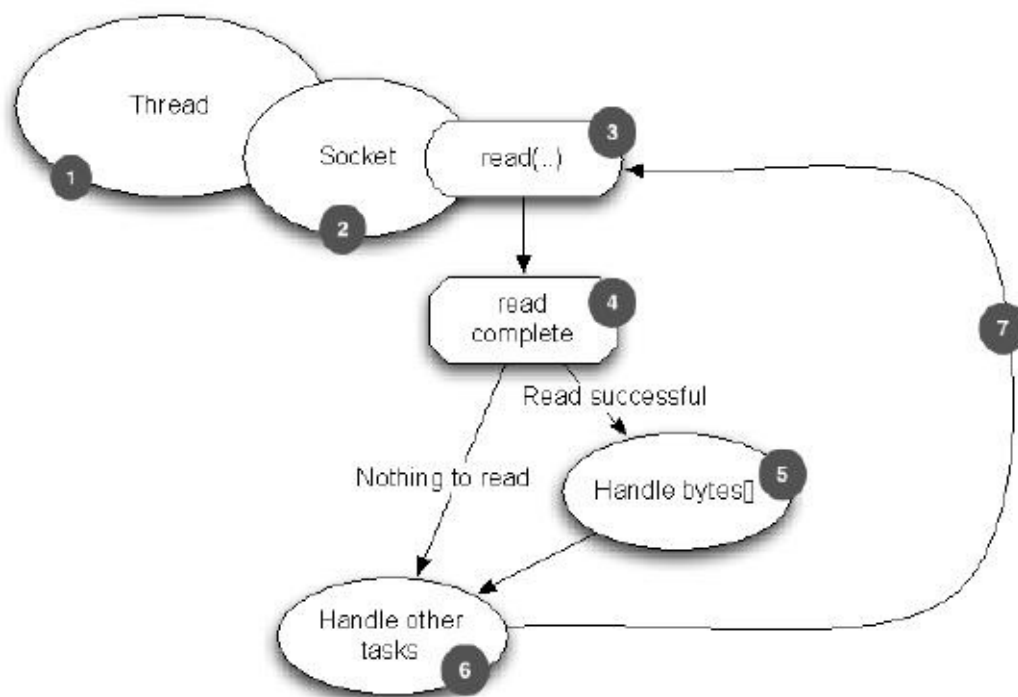 Thread
1
Socket
2
read(..)
3
read
complete
4
Read successful
Nothing to read
Handle bytes[]
5
Handle other
tasks
6
7